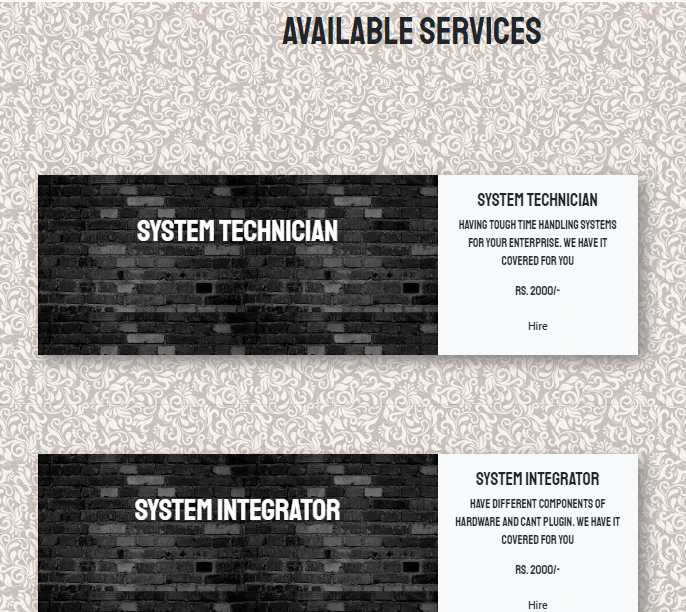 AVAILABLE SERVICES
SYSTEM TECHNICIAN
SYSTEM TECHNICIAN
HAVING TOUGH TIME HANDLING SYSTEMS
FOR YOUR ENTERPRISE. WE HAVE IT
COVERED FOR YOU
RS. 2000/-
Hire
SYSTEM INTEGRATOR
SYSTEM INTEGRATOR
HAVE DIFFERENT COMPONENTS OF
HARDWARE AND CANT PLUGIN. WE HAVE IT
COVERED FOR YOU
RS. 2000/-
Hire